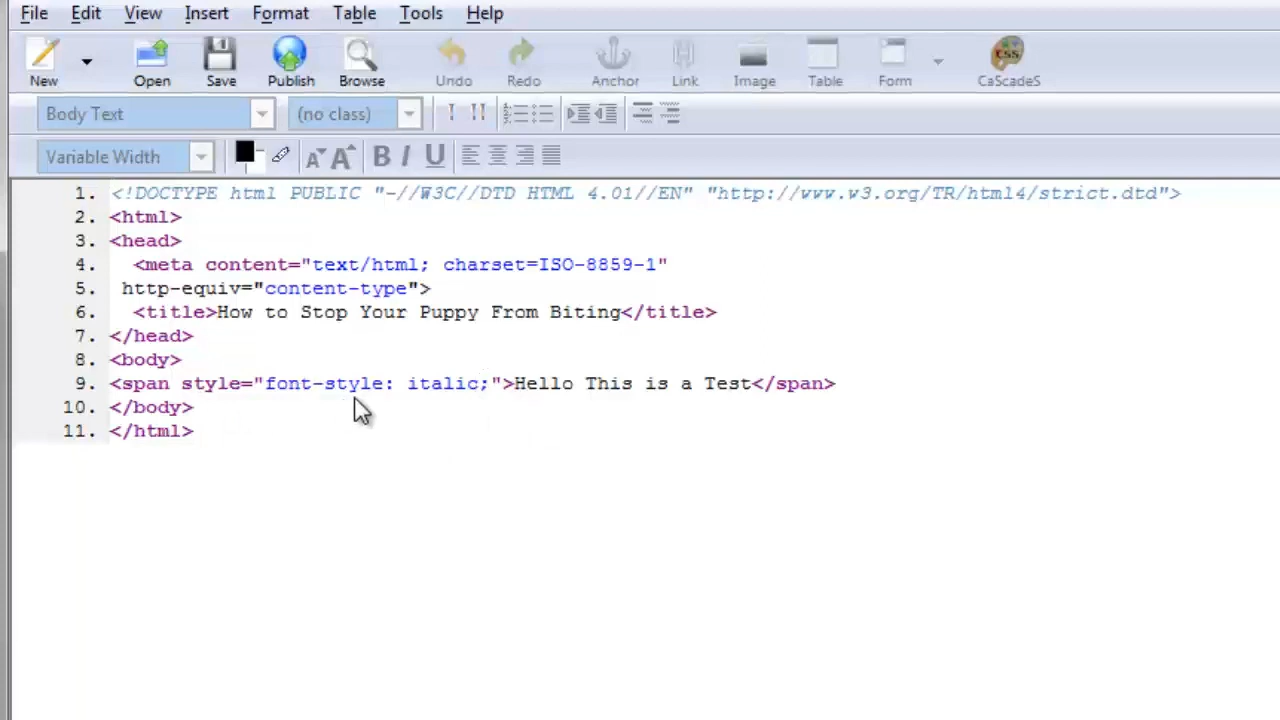 File Edit View Insert Format Table Tools Help
New Open Save Publish Browse Undo Redo Anchor Link Image Table Form CaScadeS
Body Text (no class) ! !!
Variable Width A A B I U
1. <!DOCTYPE html PUBLIC "-//W3C//DTD HTML 4.01//EN" "http://www.w3.org/TR/html4/strict.dtd">
2. <html>
3. <head>
4. <meta content="text/html; charset=ISO-8859-1"
5. http-equiv="content-type">
6. <title>How to Stop Your Puppy From Biting</title>
7. </head>
8. <body>
9. <span style="font-style: italic;">Hello This is a Test</span>
10. </body>
11. </html>